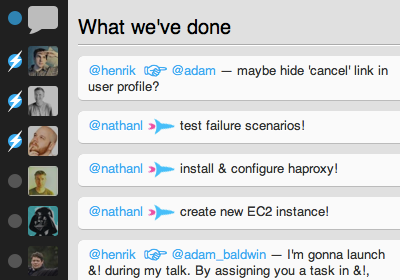 What we've done
@henrik @adam — maybe hide 'cancel' link in
user profile?
@nathanl test failure scenarios!
@nathanl install & configure haproxy!
@nathanl create new EC2 instance!
@henrik @adam_baldwin — I'm gonna launch
&! during my talk. By assigning you a task in &!,